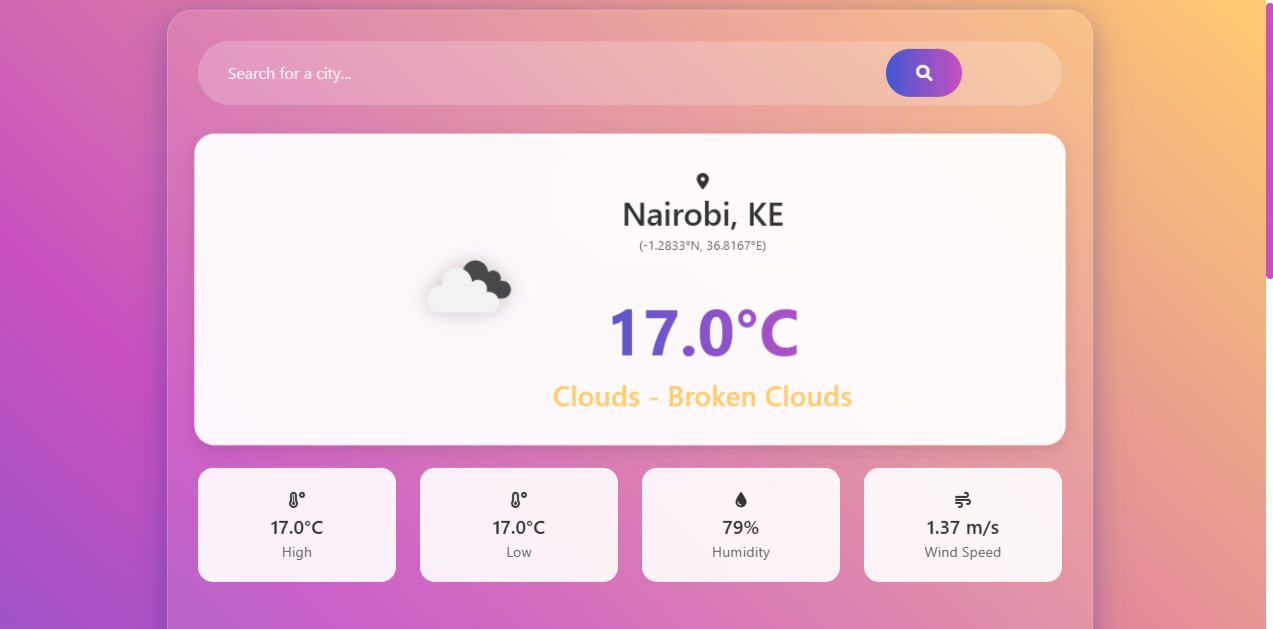 Search for a city...
Nairobi, KE
(-1.2833°N, 36.8167°E)
17.0°C
Clouds - Broken Clouds
17.0°C
High
17.0°C
Low
79%
Humidity
1.37 m/s
Wind Speed